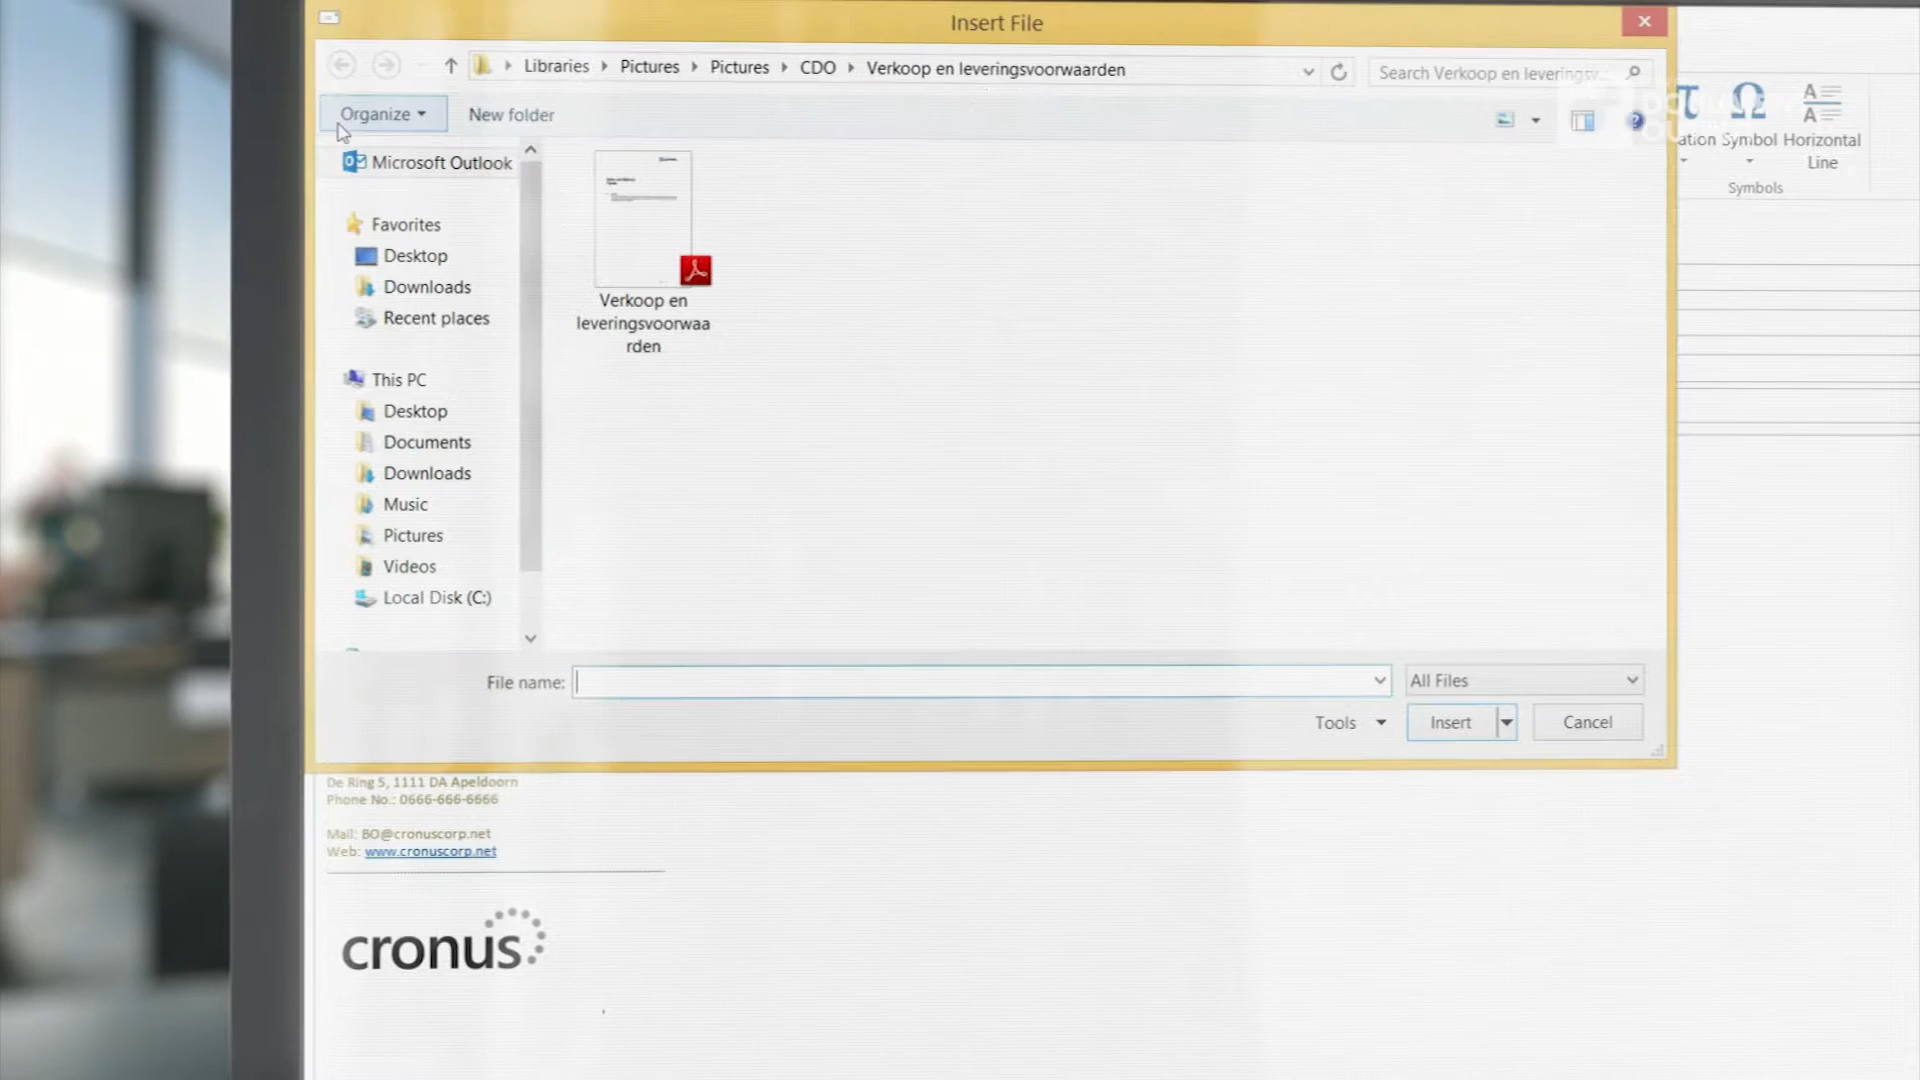 Insert File
Libraries Pictures Pictures CDO Verkoop en leveringsvoorwaarden
Search Verkoop en leveringsv...
Organize
New folder
Microsoft Outlook
Favorites
Desktop
Downloads
Recent places
This PC
Desktop
Documents
Downloads
Music
Pictures
Videos
Local Disk (C:)
Verkoop en
leveringsvoorwaa
rden
π Ω A A
ation Symbol Horizontal
Line
Symbols
File name:
All Files
Tools
Insert
Cancel
De Ring 5, 1111 DA Apeldoorn
Phone No.: 0666-666-6666
Mail: BO@cronuscorp.net
Web: www.cronuscorp.net
cronus